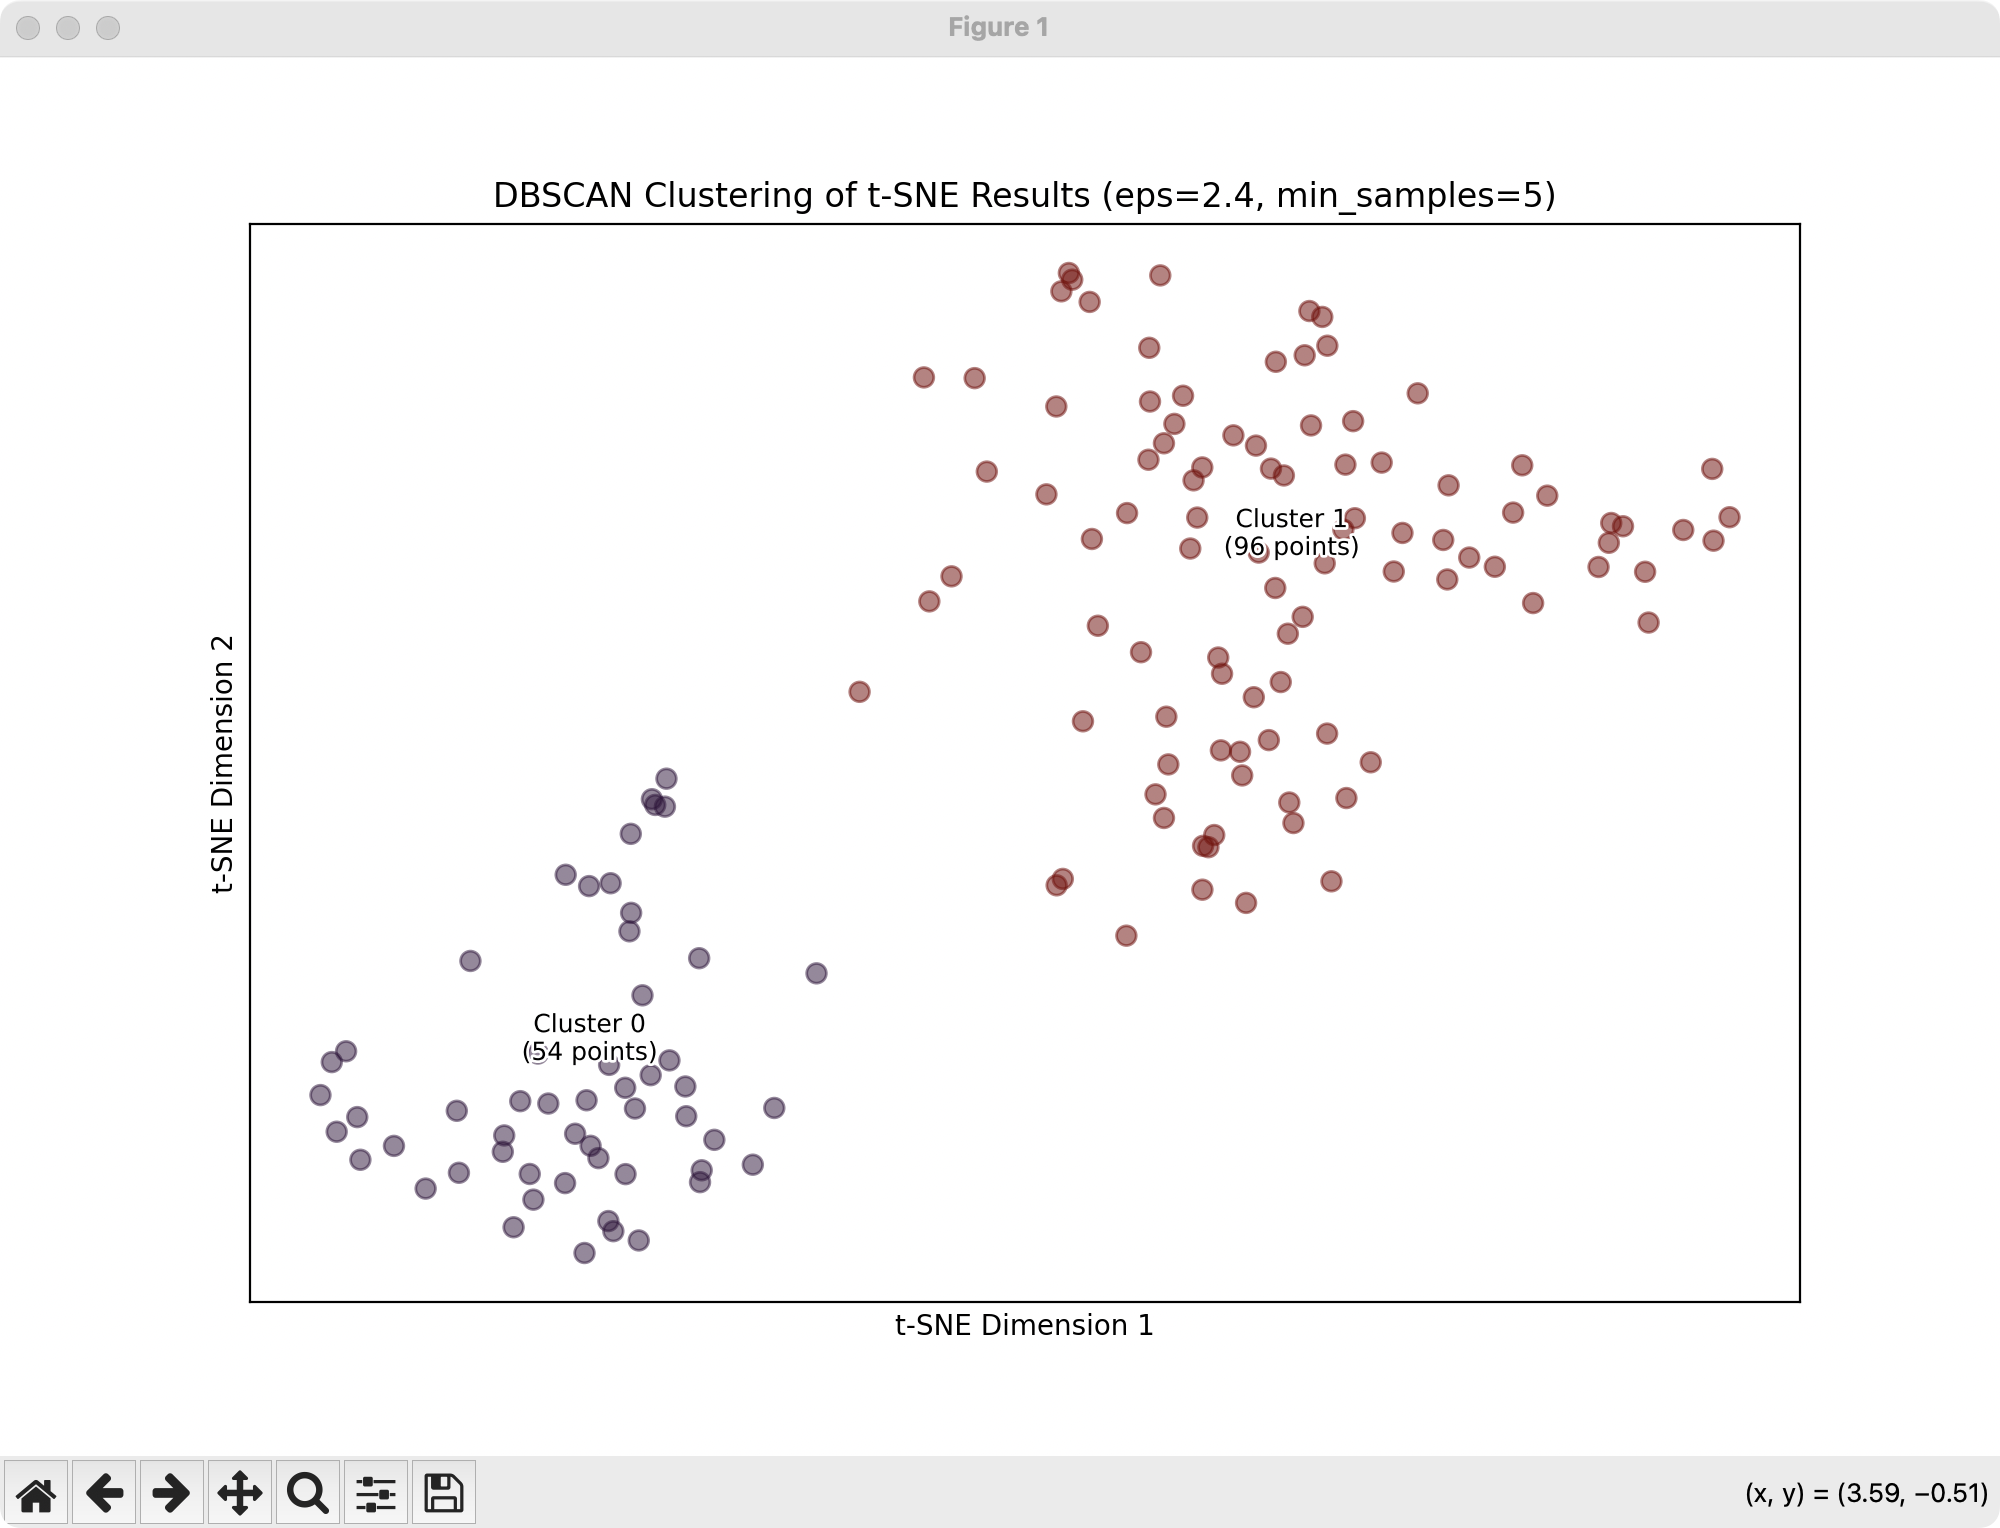 Figure 1
DBSCAN Clustering of t-SNE Results (eps=2.4, min_samples=5)
Cluster 1
(96 points)
t-SNE Dimension 2
Cluster 0
(54 points)
t-SNE Dimension 1
(x, y) = (3.59, −0.51)